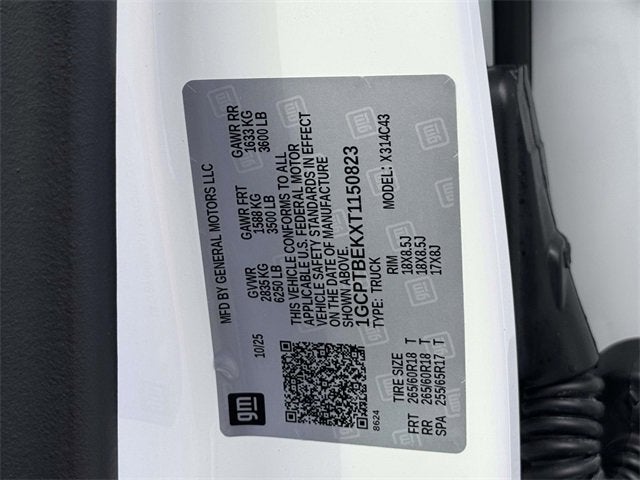 MFD BY GENERAL MOTORS LLC
10/25
GVWR GAWR FRT GAWR RR
2835KG 1588 KG 1633 KG
6250 LB 3500 LB 3600 LB
THIS VEHICLE CONFORMS TO ALL
APPLICABLE U.S. FEDERAL MOTOR
VEHICLE SAFETY STANDARDS IN EFFECT
ON THE DATE OF MANUFACTURE
SHOWN ABOVE.
1GCPTBEKXT1150823
TYPE: TRUCK MODEL: X314C43
gm
8624
TIRE SIZE RIM
FRT 265/60R18 T 18X8.5J
RR 265/60R18 T 18X8.5J
SPA 255/65R17 T 17X8J